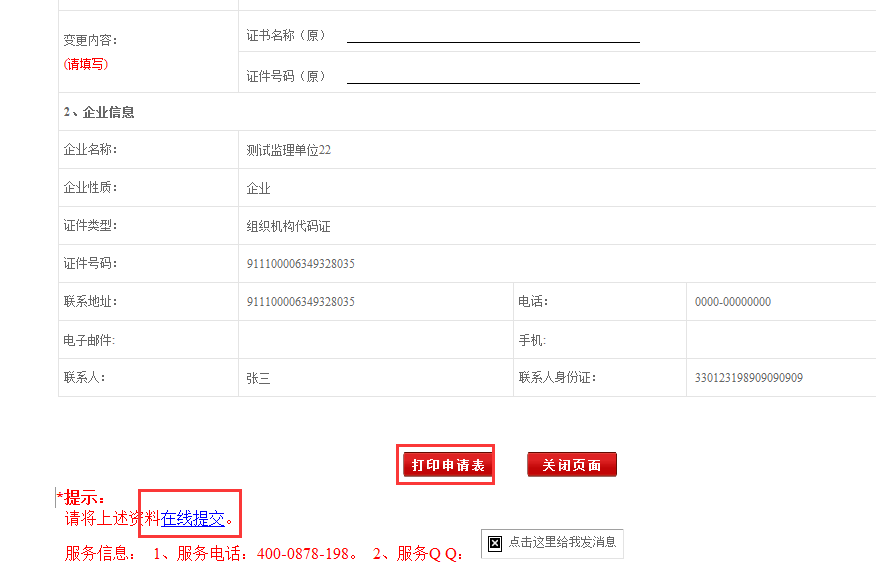 变更内容：
(请填写)
证书名称（原）
证件号码（原）
2、企业信息
企业名称： 测试监理单位22
企业性质： 企业
证件类型： 组织机构代码证
证件号码： 911100006349328035
联系地址： 911100006349328035 电话： 0000-00000000
电子邮件: 手机:
联系人： 张三 联系人身份证： 330123198909090909
打印申请表 关闭页面
*提示：
请将上述资料在线提交。
服务信息： 1、服务电话：400-0878-198。 2、服务Q Q： 点击这里给我发消息